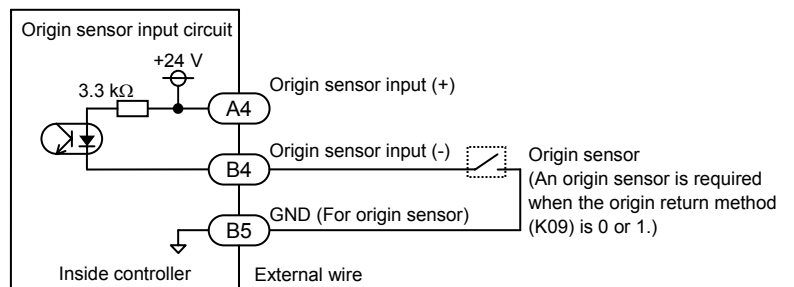 Origin sensor input circuit
+24 V
3.3 kΩ
Origin sensor input (+)
A4
Origin sensor input (-)
B4
Origin sensor
(An origin sensor is required
when the origin return method
(K09) is 0 or 1.)
GND (For origin sensor)
B5
Inside controller
External wire